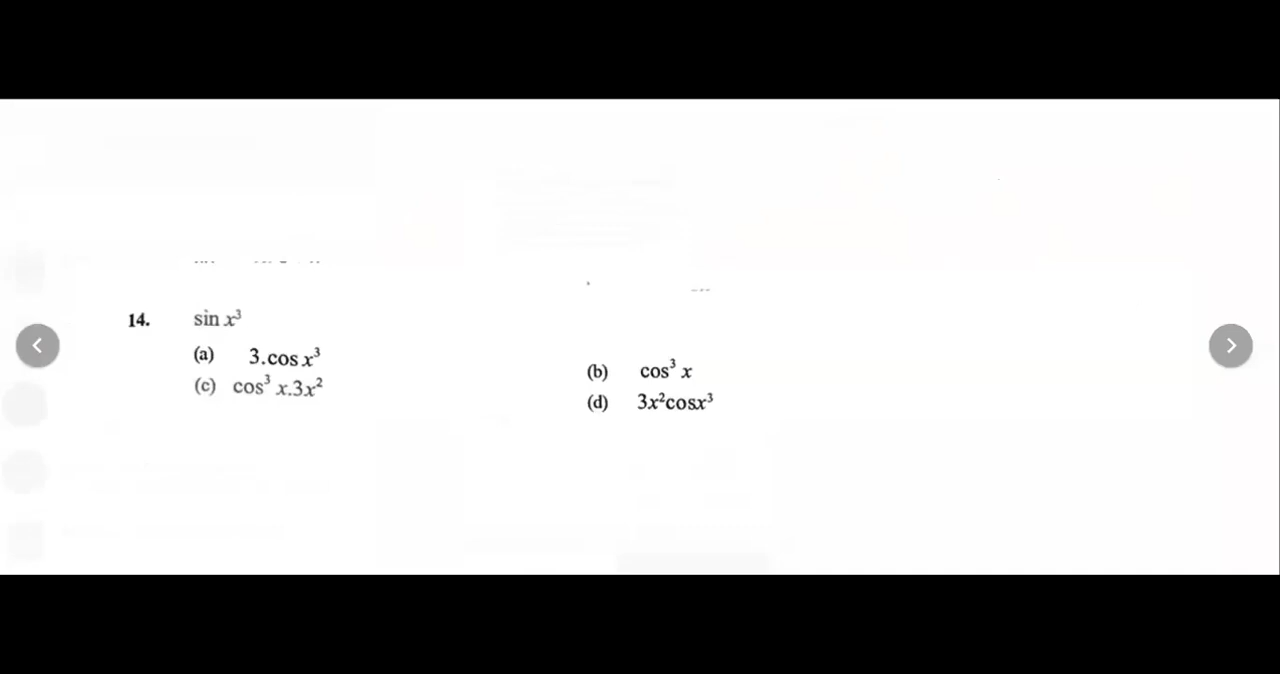 14. sin x³
(a) 3.cos x³
(b) cos³ x
(c) cos³ x.3x²
(d) 3x²cosx³